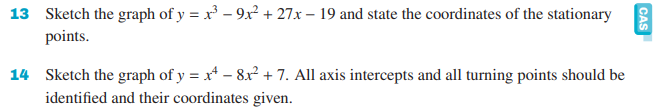 13 Sketch the graph of y = x³ – 9x² + 27x – 19 and state the coordinates of the stationary
points.
CAS
14 Sketch the graph of y = x⁴ – 8x² + 7. All axis intercepts and all turning points should be
identified and their coordinates given.